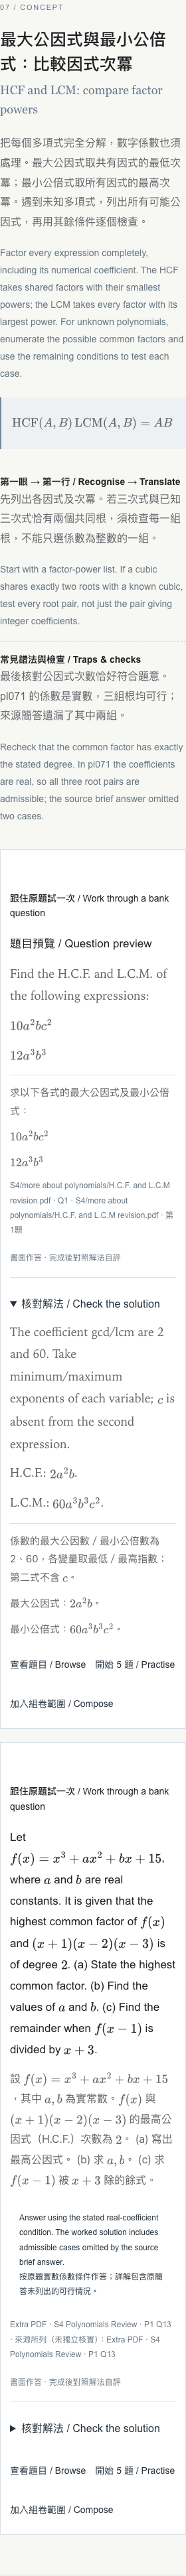 07 / CONCEPT
最大公因式與最小公倍
式：比較因式次冪
HCF and LCM: compare factor
powers
把每個多項式完全分解，數字係數也須
處理。最大公因式取共有因式的最低次
冪；最小公倍式取所有因式的最高次
冪。遇到未知多項式，列出所有可能公
因式，再用其餘條件逐個檢查。
Factor every expression completely,
including its numerical coefficient. The HCF
takes shared factors with their smallest
powers; the LCM takes every factor with its
largest power. For unknown polynomials,
enumerate the possible common factors and
use the remaining conditions to test each
case.
HCF(A, B) LCM(A, B) = AB
第一眼 → 第一行 / Recognise → Translate
先列出各因式及次冪。若三次式與已知
三次式恰有兩個共同根，須檢查每一組
根，不能只選係數為整數的一組。
Start with a factor-power list. If a cubic
shares exactly two roots with a known cubic,
test every root pair, not just the pair giving
integer coefficients.
常見錯法與檢查 / Traps & checks
最後核對公因式次數恰好符合題意。
pl071 的係數是實數，三組根均可行；
來源簡答遺漏了其中兩組。
Recheck that the common factor has exactly
the stated degree. In pl071 the coefficients
are real, so all three root pairs are
admissible; the source brief answer omitted
two cases.
跟住原題試一次 / Work through a bank
question
題目預覽 / Question preview
Find the H.C.F. and L.C.M. of
the following expressions:
10a²bc²
12a³b³
求以下各式的最大公因式及最小公倍
式：
10a²bc²
12a³b³
S4/more about polynomials/H.C.F. and L.C.M
revision.pdf · Q1 · S4/more about
polynomials/H.C.F. and L.C.M revision.pdf · 第
1題
書面作答 · 完成後對照解法自評
▼ 核對解法 / Check the solution
The coefficient gcd/lcm are 2
and 60. Take
minimum/maximum
exponents of each variable; c is
absent from the second
expression.
H.C.F.: 2a²b.
L.C.M.: 60a³b³c².
係數的最大公因數 / 最小公倍數為
2、60，各變量取最低 / 最高指數；
第二式不含 c。
最大公因式：2a²b。
最小公倍式：60a³b³c²。
查看題目 / Browse 開始 5 題 / Practise
加入組卷範圍 / Compose
跟住原題試一次 / Work through a bank
question
Let
f(x) = x³ + ax² + bx + 15,
where a and b are real
constants. It is given that the
highest common factor of f(x)
and (x + 1)(x − 2)(x − 3) is
of degree 2. (a) State the highest
common factor. (b) Find the
values of a and b. (c) Find the
remainder when f(x − 1) is
divided by x + 3.
設 f(x) = x³ + ax² + bx + 15
，其中 a, b 為實常數。f(x) 與
(x + 1)(x − 2)(x − 3) 的最高公
因式（H.C.F.）次數為 2。 (a) 寫出
最高公因式。 (b) 求 a, b。 (c) 求
f(x − 1) 被 x + 3 除的餘式。
Answer using the stated real-coefficient
condition. The worked solution includes
admissible cases omitted by the source
brief answer.
按原題實數係數條件作答；詳解包含原簡
答未列出的可行情況。
Extra PDF · S4 Polynomials Review · P1 Q13
· 來源所列（未獨立核實）：Extra PDF · S4
Polynomials Review · P1 Q13
書面作答 · 完成後對照解法自評
▶ 核對解法 / Check the solution
查看題目 / Browse 開始 5 題 / Practise
加入組卷範圍 / Compose